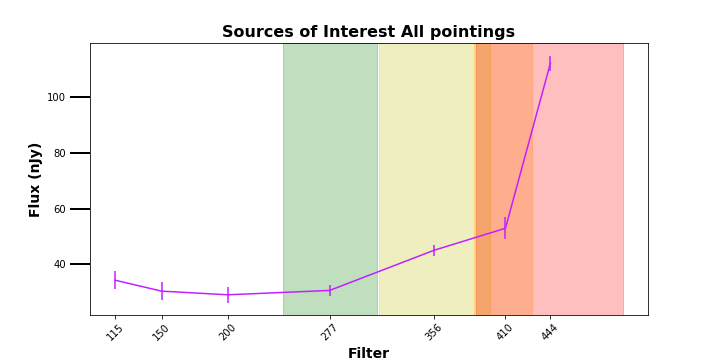 Sources of Interest All pointings
Flux (nJy)
100
80
60
40
115 150 200 277 356 410 444
Filter